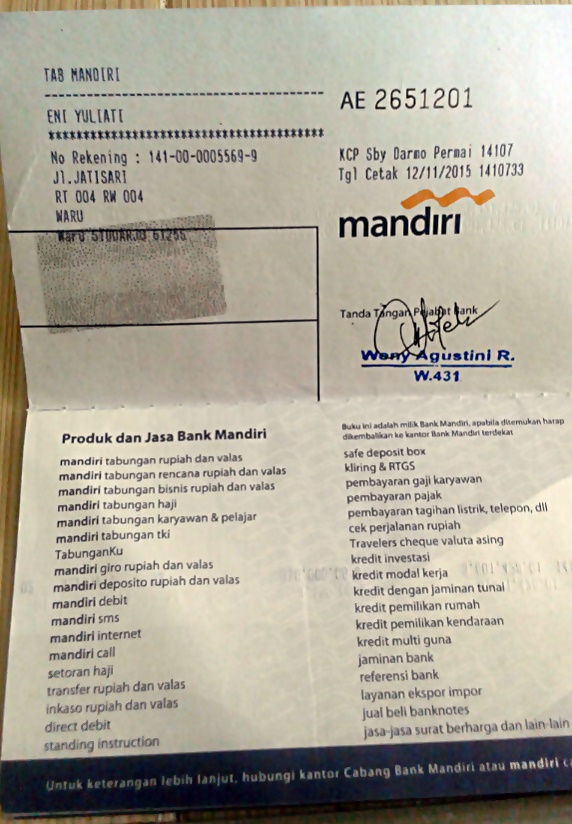 TAB MANDIRI
ENI YULIATI
************************************
No Rekening : 141-00-0005569-9
Jl.JATISARI
RT 004 RW 004
WARU
Waru SIDOARJO 61256
AE 2651201
KCP Sby Darmo Permai 14107
Tgl Cetak 12/11/2015 1410733
mandırı
Tanda Tangan Pejabat Bank
Weny Agustini R.
W.431
Produk dan Jasa Bank Mandiri
mandiri tabungan rupiah dan valas
mandiri tabungan rencana rupiah dan valas
mandiri tabungan bisnis rupiah dan valas
mandiri tabungan haji
mandiri tabungan karyawan & pelajar
mandiri tabungan tki
TabunganKu
mandiri giro rupiah dan valas
mandiri deposito rupiah dan valas
mandiri debit
mandiri sms
mandiri internet
mandiri call
setoran haji
transfer rupiah dan valas
inkaso rupiah dan valas
direct debit
standing instruction
Buku ini adalah milik Bank Mandiri, apabila ditemukan harap
dikembalikan ke kantor Bank Mandiri terdekat
safe deposit box
kliring & RTGS
pembayaran gaji karyawan
pembayaran pajak
pembayaran tagihan listrik, telepon, dll
cek perjalanan rupiah
Travelers cheque valuta asing
kredit investasi
kredit modal kerja
kredit dengan jaminan tunai
kredit pemilikan rumah
kredit pemilikan kendaraan
kredit multi guna
jaminan bank
referensi bank
layanan ekspor impor
jual beli banknotes
jasa-jasa surat berharga dan lain-lain
Untuk keterangan lebih lanjut, hubungi kantor Cabang Bank Mandiri atau mandiri